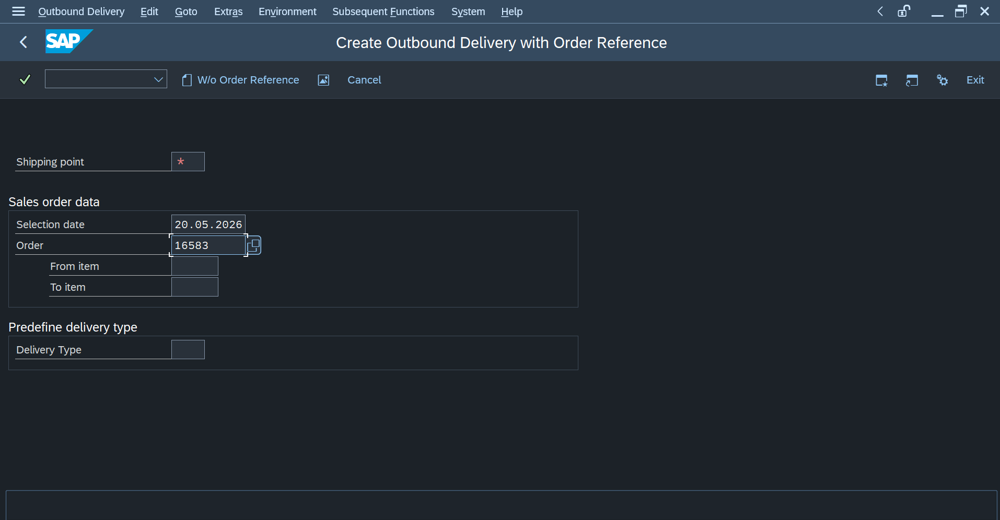 Outbound Delivery Edit Goto Extras Environment Subsequent Functions System Help
SAP Create Outbound Delivery with Order Reference
W/o Order Reference Cancel Exit
Shipping point *
Sales order data
Selection date 20.05.2026
Order 16583
From item
To item
Predefine delivery type
Delivery Type